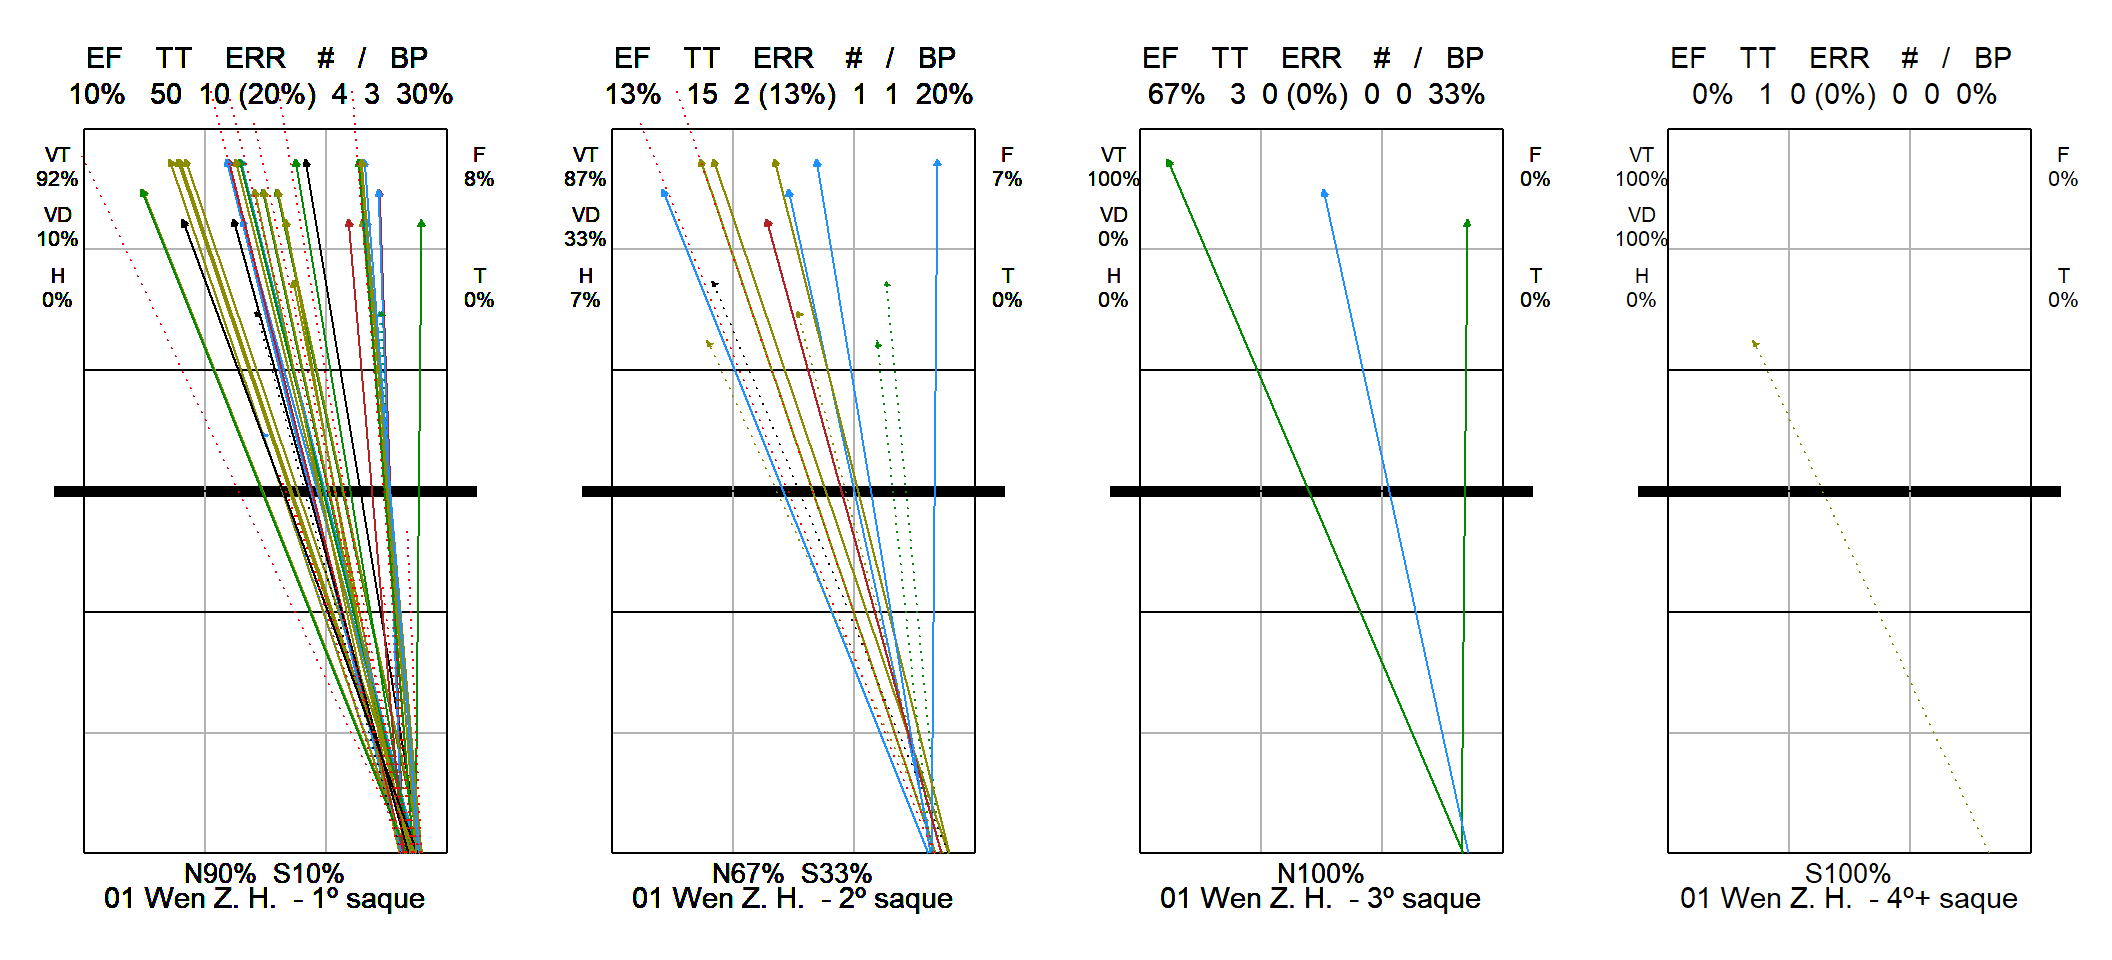 EF TT ERR # / BP
10% 50 10 (20%) 4 3 30%
VT
92%
VD
10%
H
0%
F
8%
T
0%
N90% S10%
01 Wen Z. H. - 1º saque
EF TT ERR # / BP
13% 15 2 (13%) 1 1 20%
VT
87%
VD
33%
H
7%
F
7%
T
0%
N67% S33%
01 Wen Z. H. - 2º saque
EF TT ERR # / BP
67% 3 0 (0%) 0 0 33%
VT
100%
VD
0%
H
0%
F
0%
T
0%
N100%
01 Wen Z. H. - 3º saque
EF TT ERR # / BP
0% 1 0 (0%) 0 0 0%
VT
100%
VD
100%
H
0%
F
0%
T
0%
S100%
01 Wen Z. H. - 4º+ saque